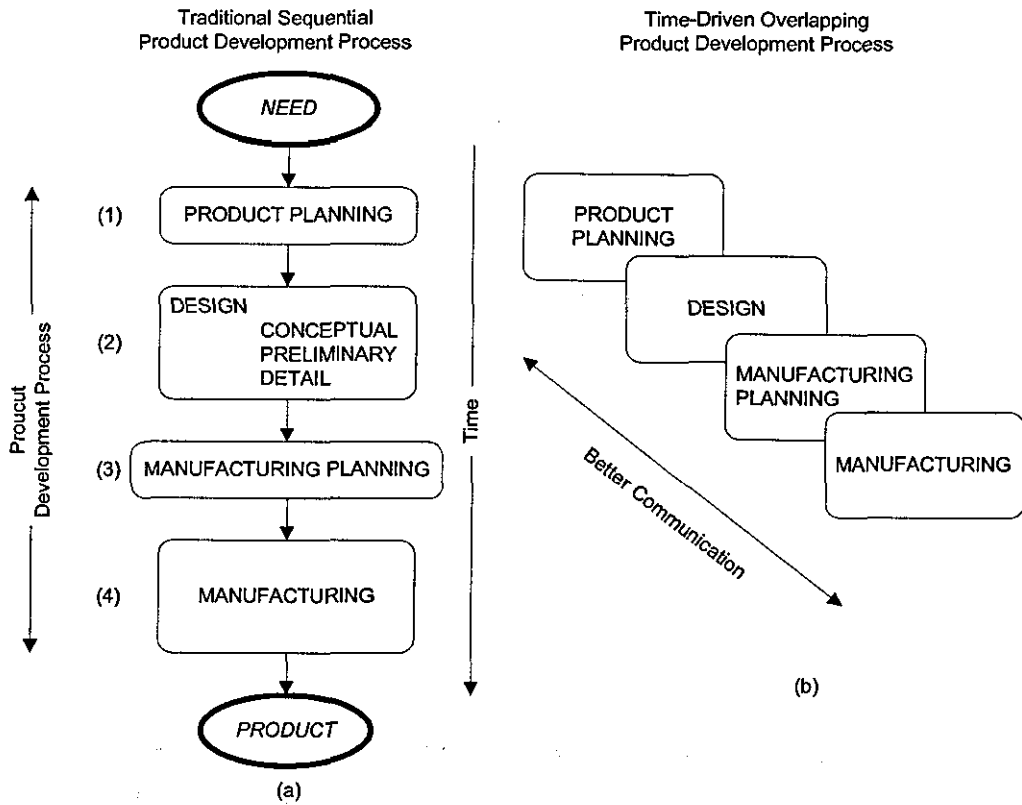 Traditional Sequential
Product Development Process
NEED
Proucut
Development Process
(1)
PRODUCT PLANNING
(2)
DESIGN
CONCEPTUAL
PRELIMINARY
DETAIL
(3)
MANUFACTURING PLANNING
(4)
MANUFACTURING
PRODUCT
(a)
Time
Time-Driven Overlapping
Product Development Process
PRODUCT
PLANNING
DESIGN
MANUFACTURING
PLANNING
MANUFACTURING
Better Communication
(b)